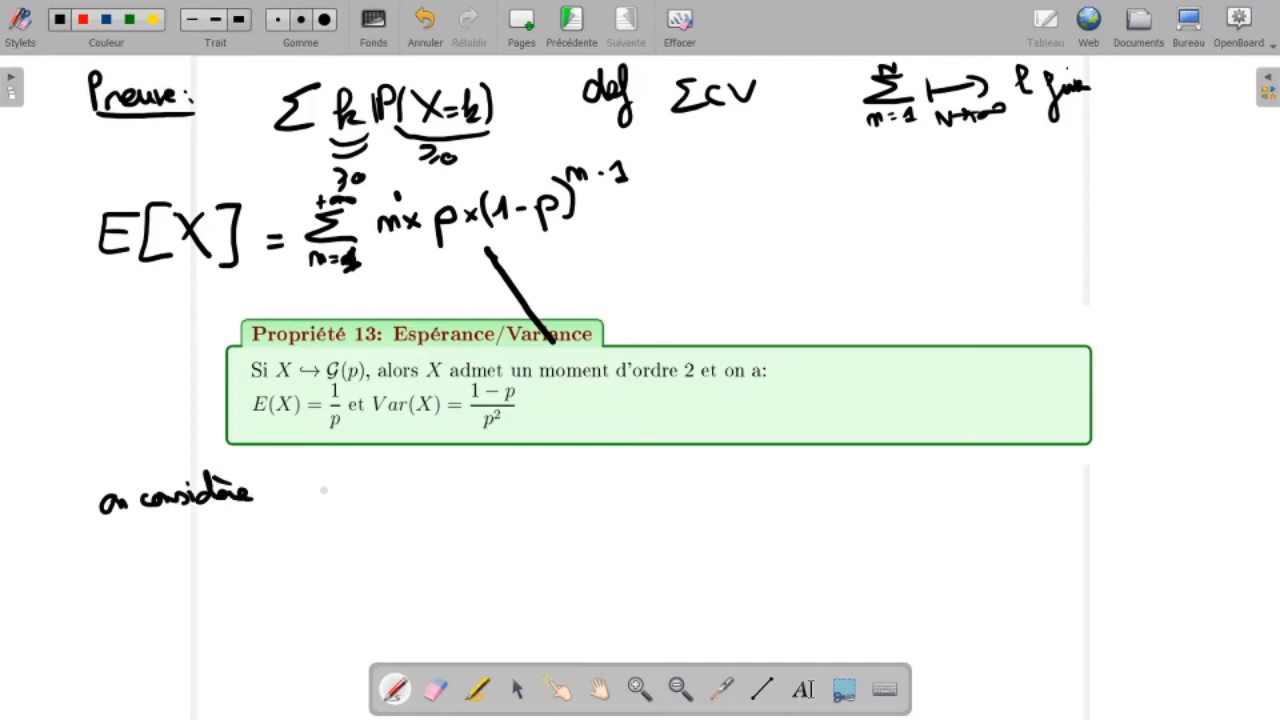 Stylets Couleur Trait Gomme Fonds Annuler Rétablir Pages Précédente Suivante Effacer Tableau Web Documents Bureau OpenBoard
Preuve: Σ k P(X=k) def Σ CV Σ n=1 N ⟼ N→∞ l finie
≥0 ≥0
E[X] = Σ n=1 +∞ n × p × (1-p)^{n-1}
Propriété 13: Espérance/Variance
Si X ↪ G(p), alors X admet un moment d'ordre 2 et on a:
E(X) = 1/p et Var(X) = (1 − p)/p²
on considère